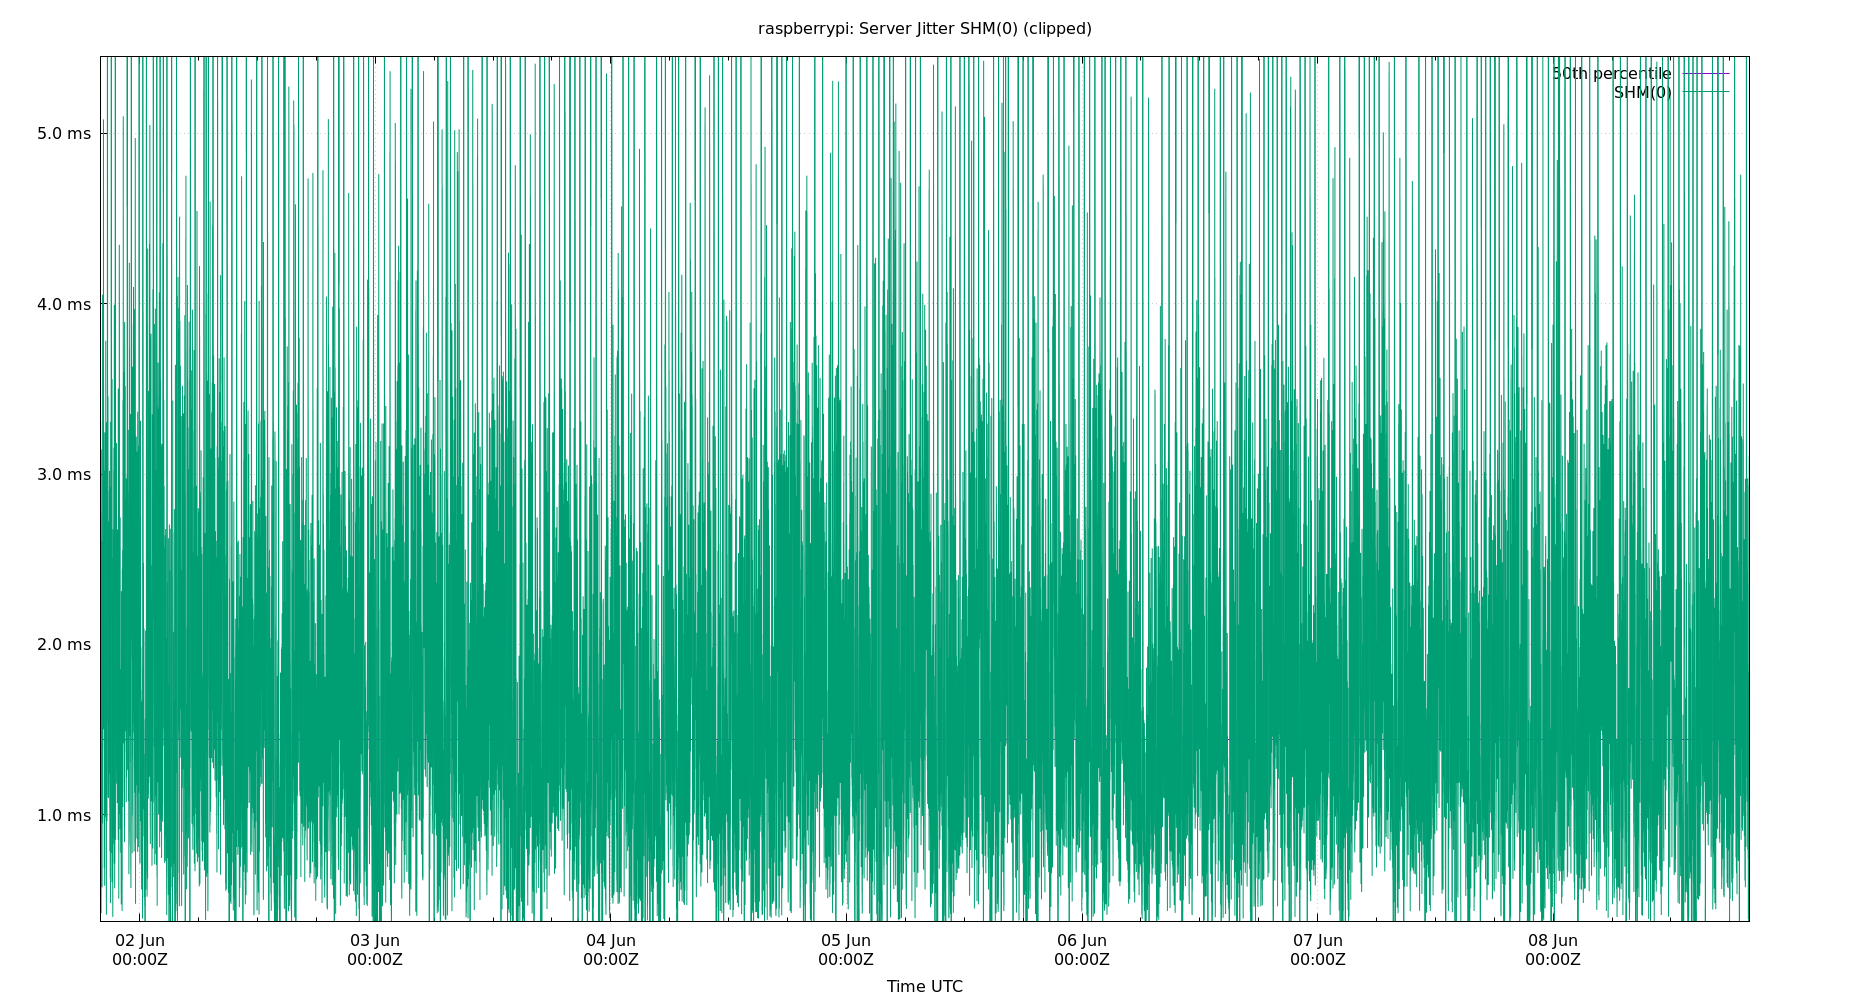 raspberrypi: Server Jitter SHM(0) (clipped)
50th percentile
SHM(0)
5.0 ms
4.0 ms
3.0 ms
2.0 ms
1.0 ms
02 Jun 03 Jun 04 Jun 05 Jun 06 Jun 07 Jun 08 Jun
00:00Z 00:00Z 00:00Z 00:00Z 00:00Z 00:00Z 00:00Z
Time UTC